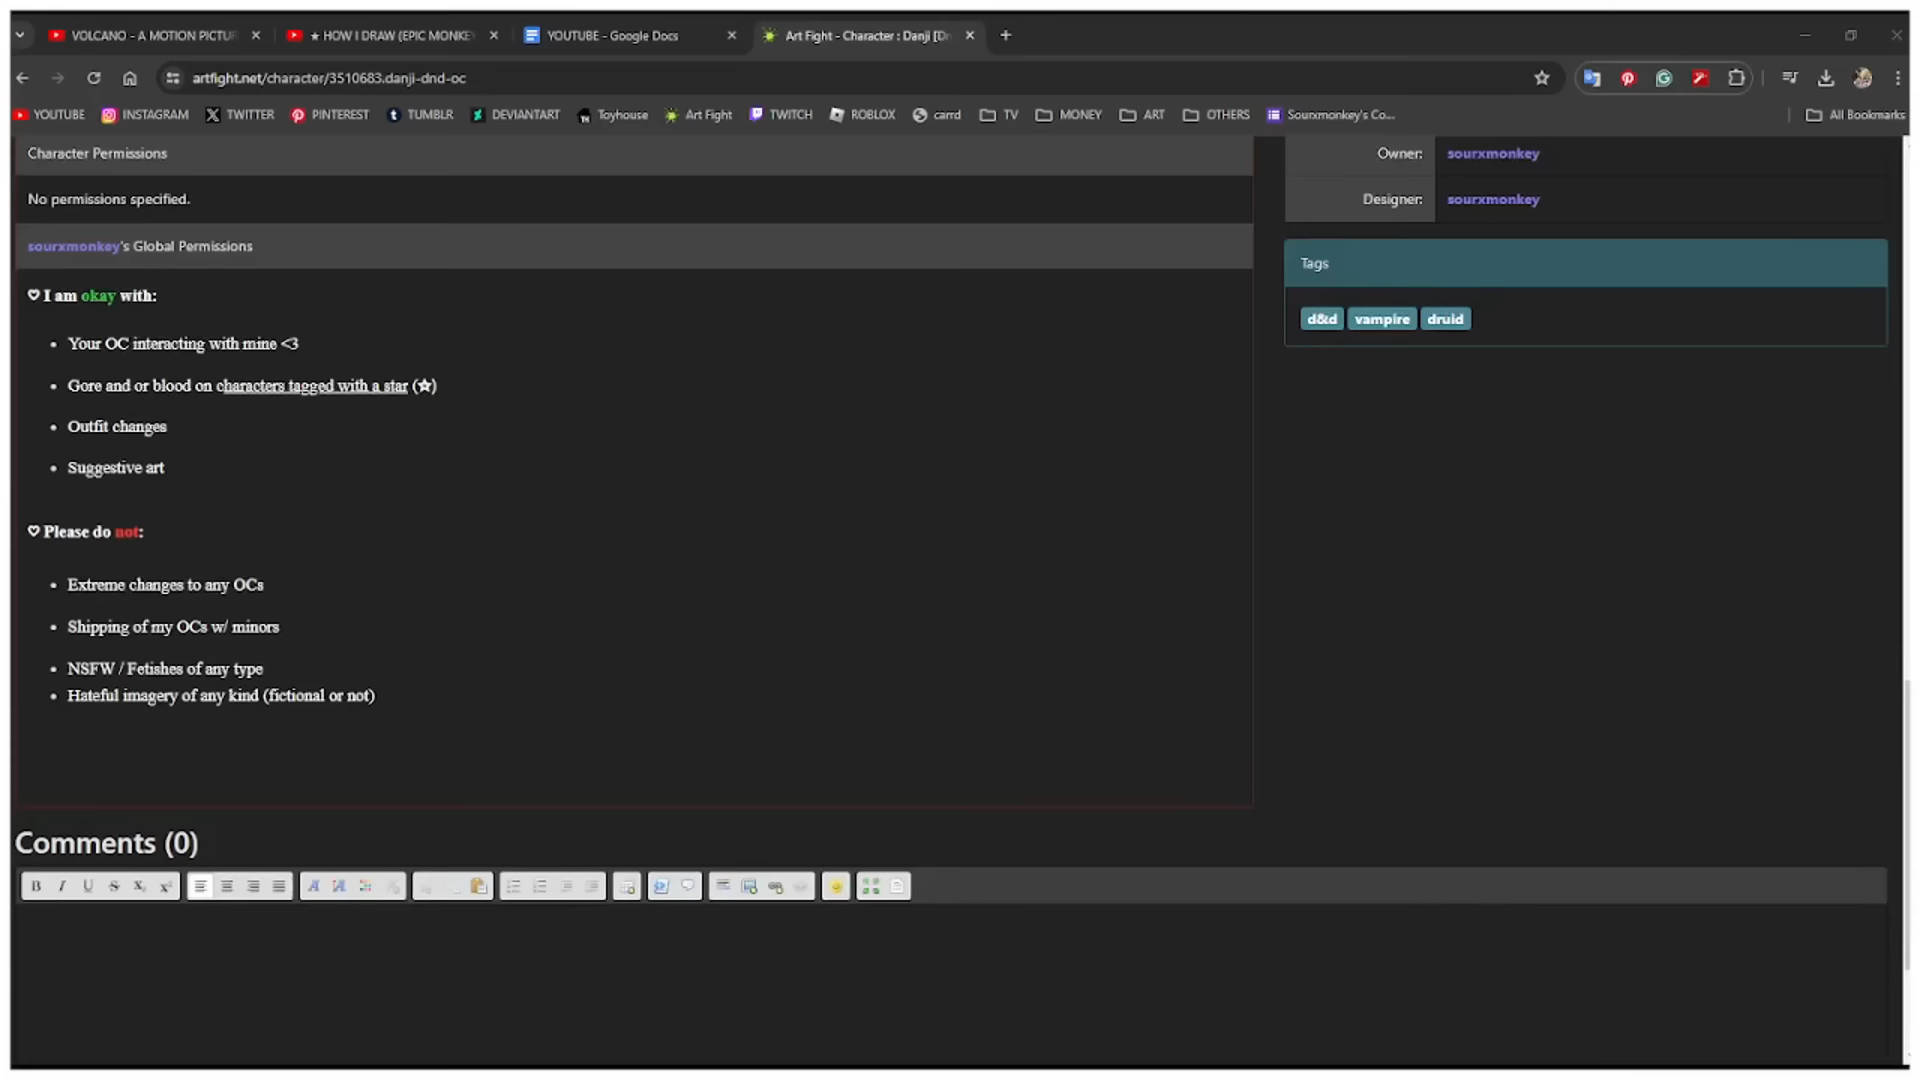 VOLCANO - A MOTION PICTUR
★ HOW I DRAW (EPIC MONKE
YOUTUBE - Google Docs
Art Fight - Character : Danji [Dn
artfight.net/character/3510683.danji-dnd-oc
YOUTUBE
INSTAGRAM
TWITTER
PINTEREST
TUMBLR
DEVIANTART
Toyhouse
Art Fight
TWITCH
ROBLOX
carrd
TV
MONEY
ART
OTHERS
Sourxmonkey's Co...
All Bookmarks
Character Permissions
No permissions specified.
sourxmonkey's Global Permissions
♡ I am okay with:
• Your OC interacting with mine <3
• Gore and or blood on characters tagged with a star (☆)
• Outfit changes
• Suggestive art
♡ Please do not:
• Extreme changes to any OCs
• Shipping of my OCs w/ minors
• NSFW / Fetishes of any type
• Hateful imagery of any kind (fictional or not)
Owner: sourxmonkey
Designer: sourxmonkey
Tags
d&d vampire druid
Comments (0)
B I U S X₂ X²